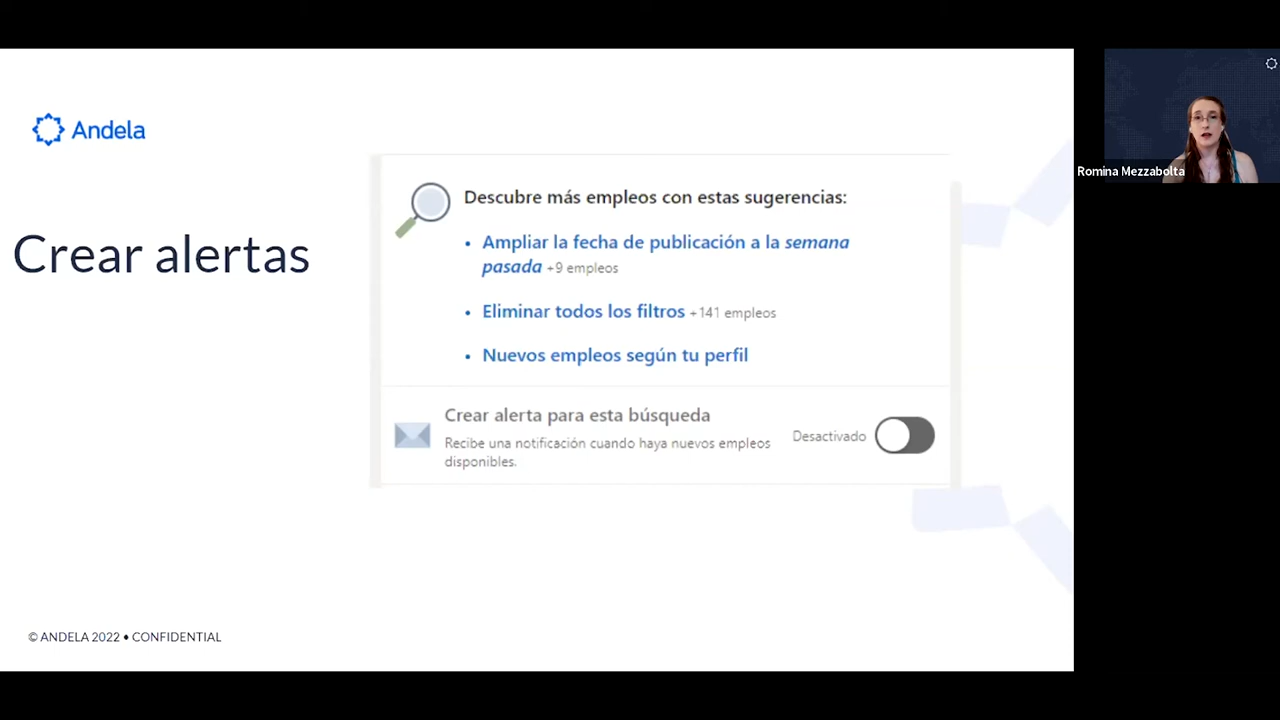 Andela
Romina Mezzabolta
Crear alertas
Descubre más empleos con estas sugerencias:
• Ampliar la fecha de publicación a la semana
pasada +9 empleos
• Eliminar todos los filtros +141 empleos
• Nuevos empleos según tu perfil
Crear alerta para esta búsqueda
Recibe una notificación cuando haya nuevos empleos
disponibles.
Desactivado
© ANDELA 2022 • CONFIDENTIAL